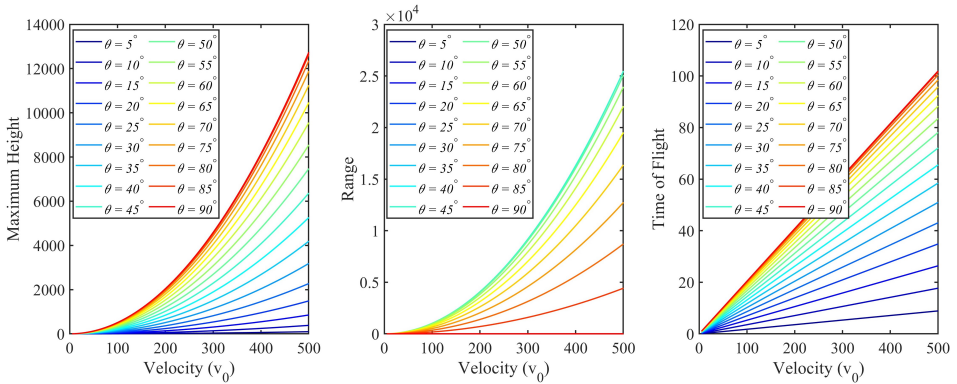 Maximum Height
14000
12000
10000
8000
6000
4000
2000
0
θ = 5° θ = 50°
θ = 10° θ = 55°
θ = 15° θ = 60°
θ = 20° θ = 65°
θ = 25° θ = 70°
θ = 30° θ = 75°
θ = 35° θ = 80°
θ = 40° θ = 85°
θ = 45° θ = 90°
0 100 200 300 400 500
Velocity (v₀)
Range
3 ×10⁴
2.5
2
1.5
1
0.5
0
θ = 5° θ = 50°
θ = 10° θ = 55°
θ = 15° θ = 60°
θ = 20° θ = 65°
θ = 25° θ = 70°
θ = 30° θ = 75°
θ = 35° θ = 80°
θ = 40° θ = 85°
θ = 45° θ = 90°
0 100 200 300 400 500
Velocity (v₀)
Time of Flight
120
100
80
60
40
20
0
θ = 5° θ = 50°
θ = 10° θ = 55°
θ = 15° θ = 60°
θ = 20° θ = 65°
θ = 25° θ = 70°
θ = 30° θ = 75°
θ = 35° θ = 80°
θ = 40° θ = 85°
θ = 45° θ = 90°
0 100 200 300 400 500
Velocity (v₀)